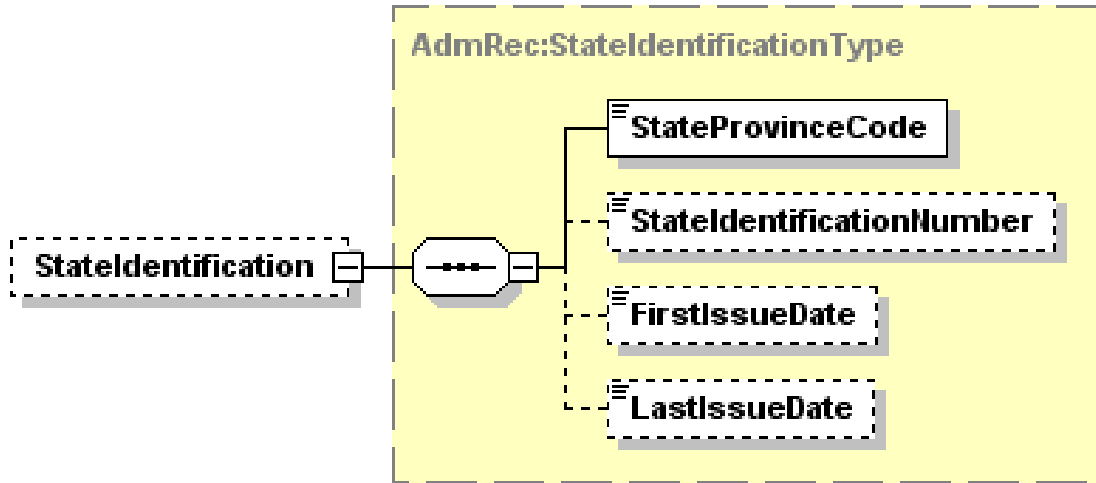 AdmRec:StateIdentificationType
StateProvinceCode
StateIdentificationNumber
StateIdentification
FirstIssueDate
LastIssueDate